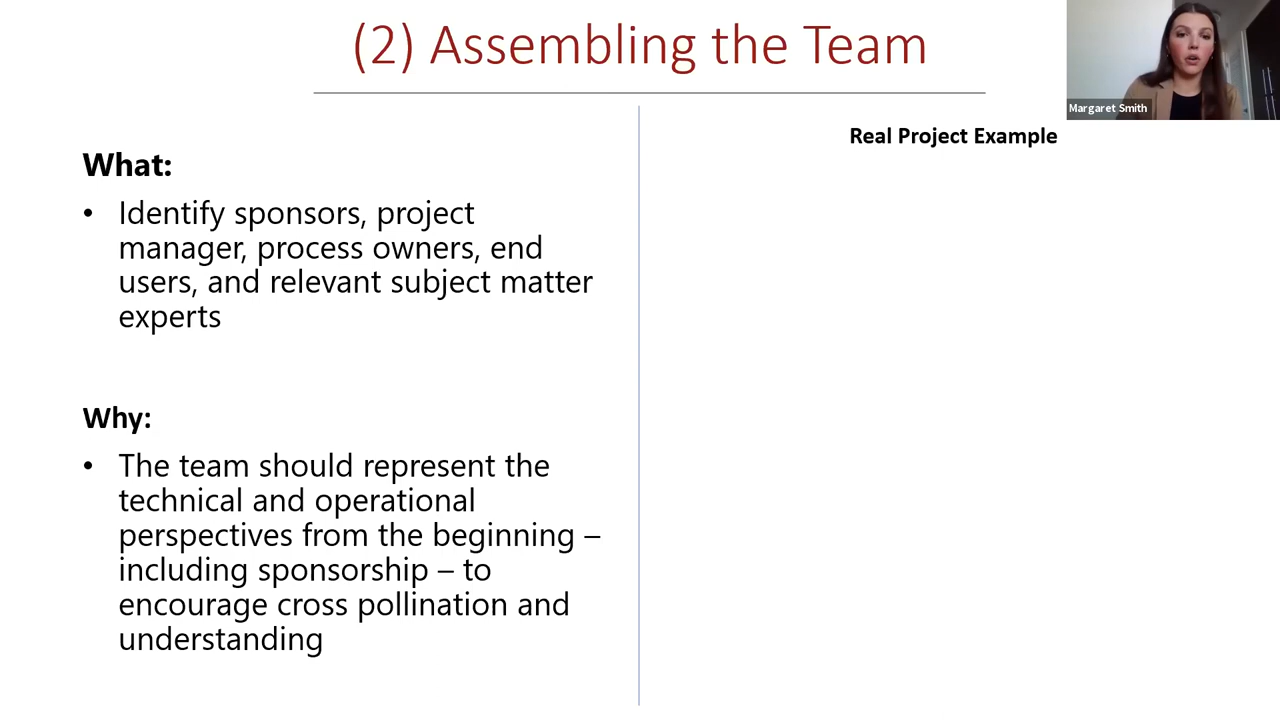 (2) Assembling the Team
Margaret Smith
What:
• Identify sponsors, project
manager, process owners, end
users, and relevant subject matter
experts
Why:
• The team should represent the
technical and operational
perspectives from the beginning –
including sponsorship – to
encourage cross pollination and
understanding
Real Project Example